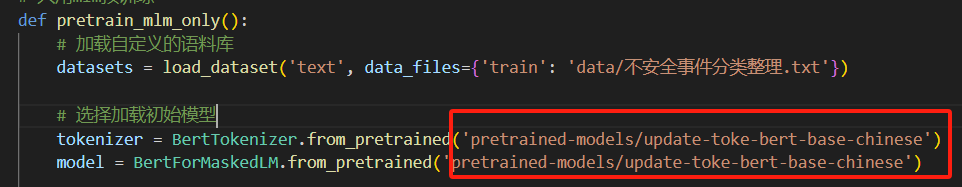 def pretrain_mlm_only():
# 加载自定义的语料库
datasets = load_dataset('text', data_files={'train': 'data/不安全事件分类整理.txt'})
# 选择加载初始模型
tokenizer = BertTokenizer.from_pretrained('pretrained-models/update-toke-bert-base-chinese')
model = BertForMaskedLM.from_pretrained('pretrained-models/update-toke-bert-base-chinese')